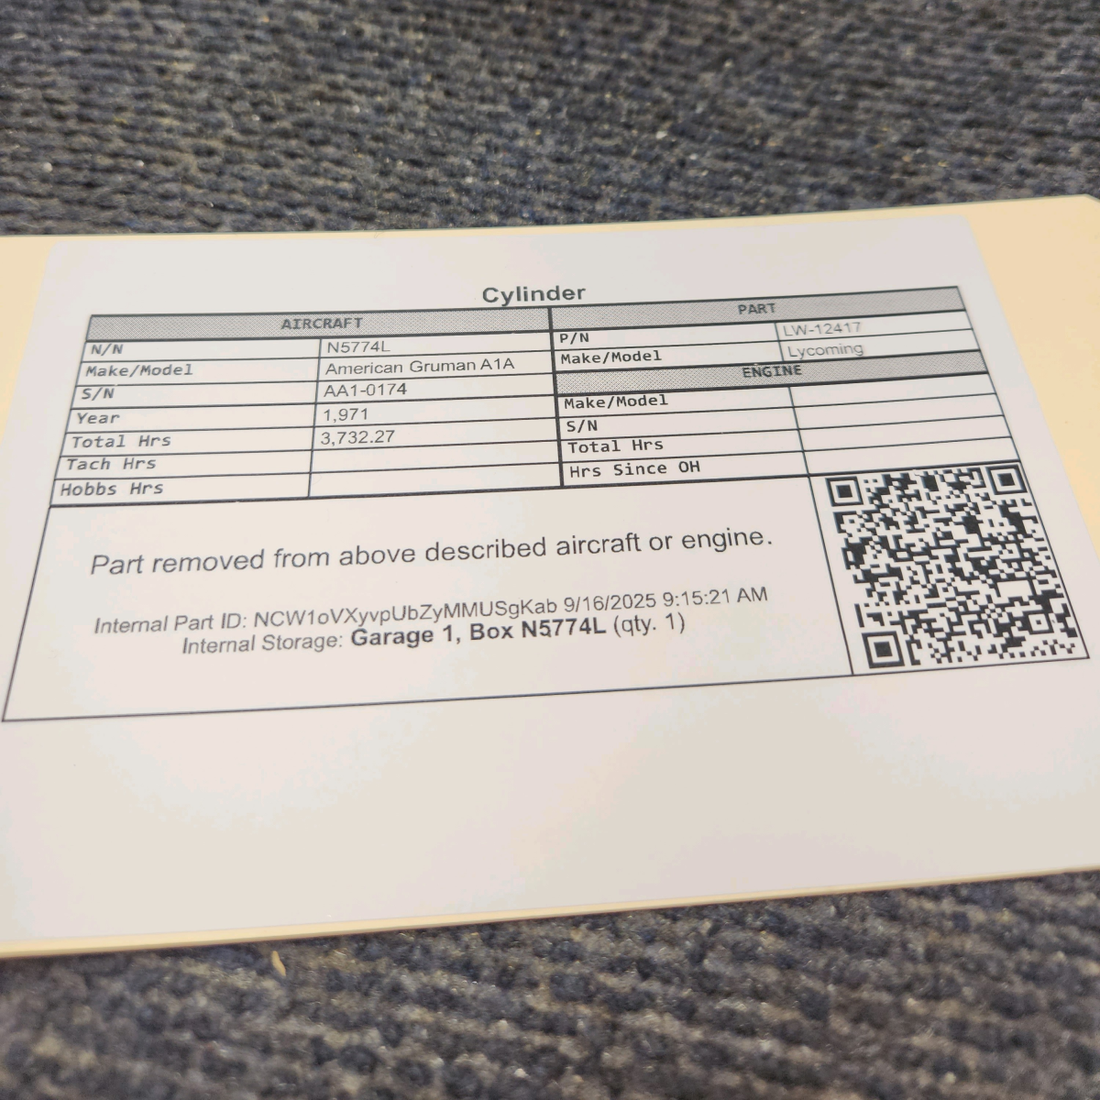 Cylinder
AIRCRAFT
N/N N5774L
Make/Model American Gruman A1A
S/N AA1-0174
Year 1,971
Total Hrs 3,732.27
Tach Hrs
Hobbs Hrs
PART
P/N LW-12417
Make/Model Lycoming
ENGINE
Make/Model
S/N
Total Hrs
Hrs Since OH
Part removed from above described aircraft or engine.
Internal Part ID: NCW1oVXyvpUbZyMMUSgKab 9/16/2025 9:15:21 AM
Internal Storage: Garage 1, Box N5774L (qty. 1)